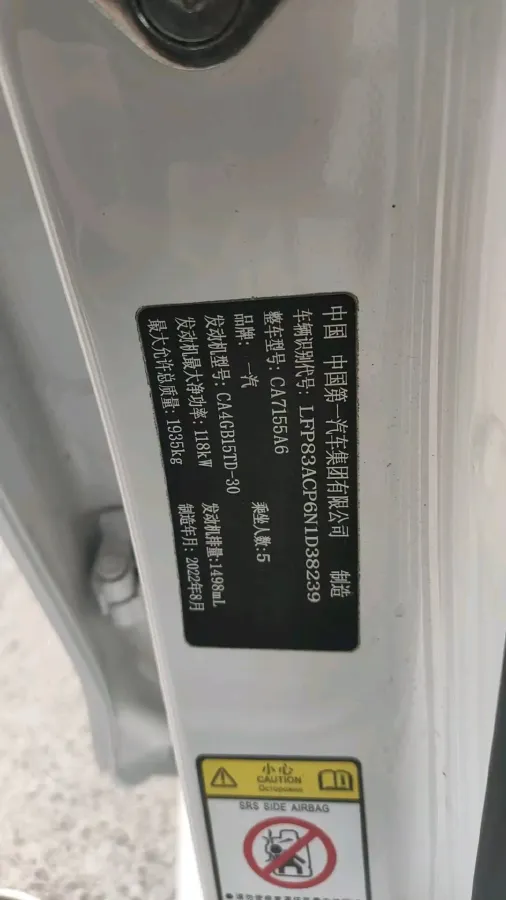 中国 中国第一汽车集团有限公司 制造
车辆识别代号: LFP83ACP6N1D38239
整车型号: CA7155A6
品牌: 一汽 乘坐人数:5
发动机型号: CA4GB15TD-30
发动机最大净功率: 118kW 发动机排量:1498mL
最大允许总质量: 1935kg 制造年月: 2022年8月
小心
CAUTION
SRS SIDE AIRBAG